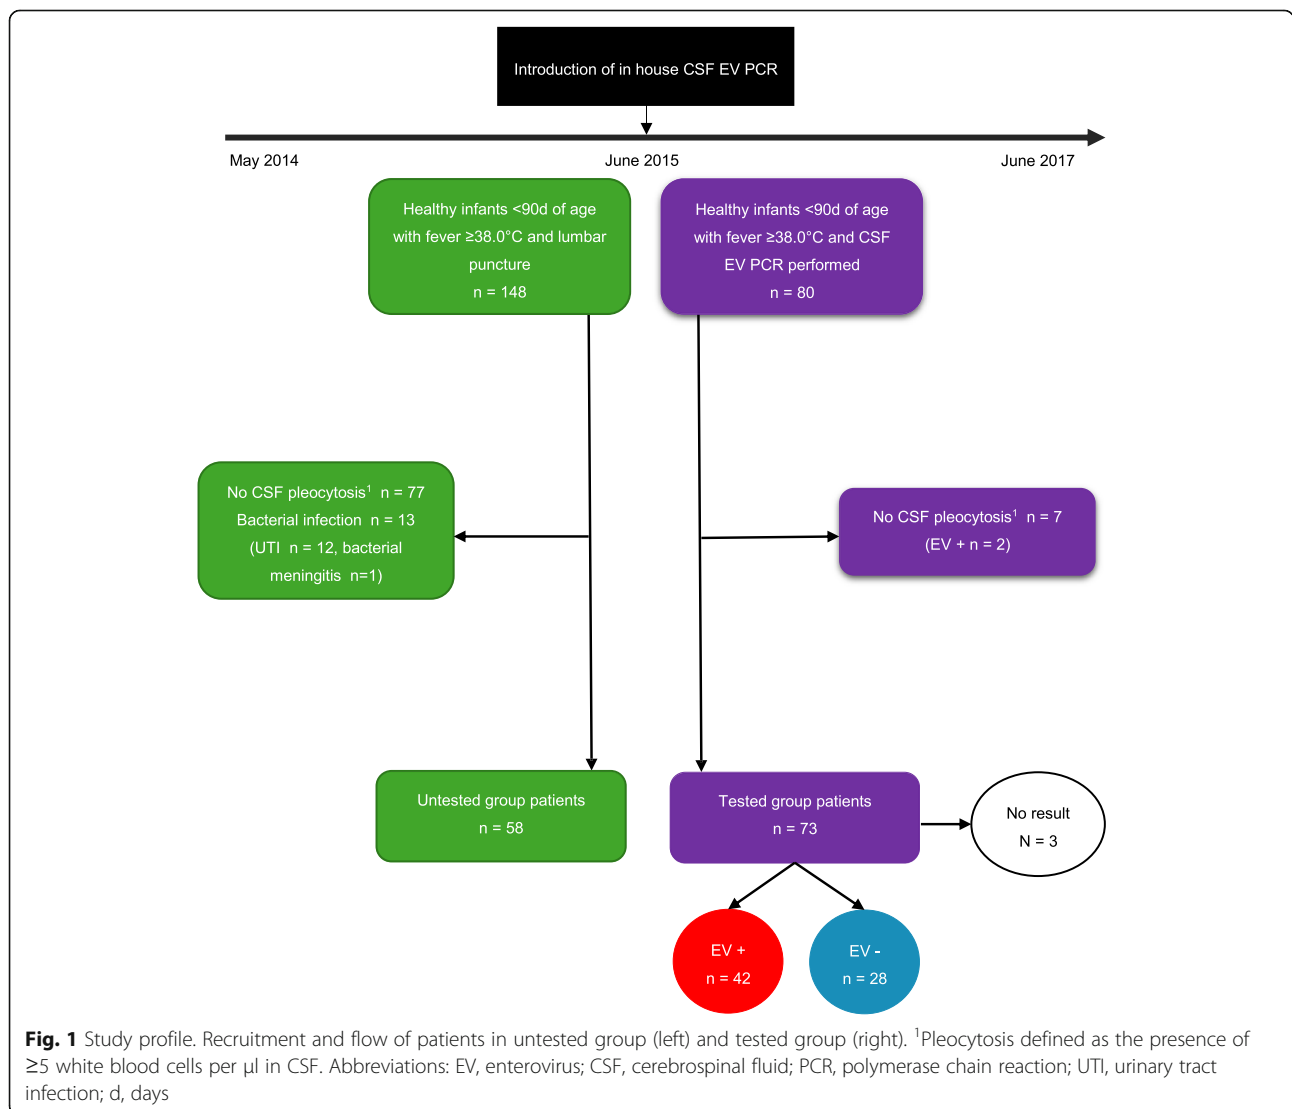 Introduction of in house CSF EV PCR
May 2014
June 2015
June 2017
Healthy infants <90d of age
with fever ≥38.0°C and lumbar
puncture
n = 148
Healthy infants <90d of age
with fever ≥38.0°C and CSF
EV PCR performed
n = 80
No CSF pleocytosis¹ n = 77
Bacterial infection n = 13
(UTI n = 12, bacterial
meningitis n=1)
No CSF pleocytosis¹ n = 7
(EV + n = 2)
Untested group patients
n = 58
Tested group patients
n = 73
No result
N = 3
EV +
n = 42
EV -
n = 28
Fig. 1 Study profile. Recruitment and flow of patients in untested group (left) and tested group (right). ¹Pleocytosis defined as the presence of
≥5 white blood cells per µl in CSF. Abbreviations: EV, enterovirus; CSF, cerebrospinal fluid; PCR, polymerase chain reaction; UTI, urinary tract
infection; d, days